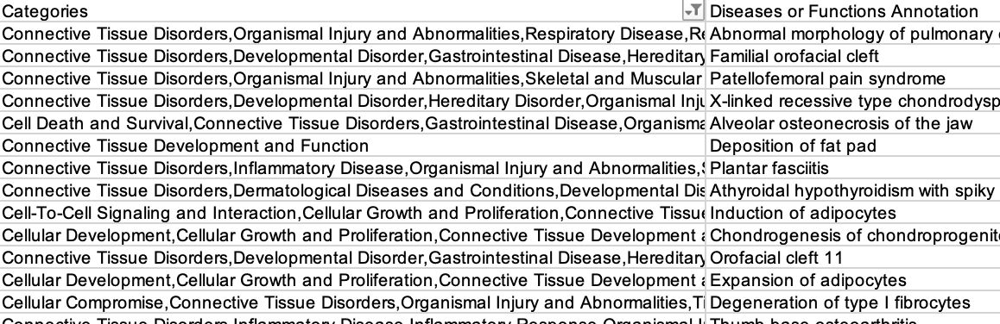 Categories Diseases or Functions Annotation
Connective Tissue Disorders,Organismal Injury and Abnormalities,Respiratory Disease, Abnormal morphology of pulmonary
Connective Tissue Disorders,Developmental Disorder,Gastrointestinal Disease,Hereditary Familial orofacial cleft
Connective Tissue Disorders,Organismal Injury and Abnormalities,Skeletal and Muscular Patellofemoral pain syndrome
Connective Tissue Disorders,Developmental Disorder,Hereditary Disorder,Organismal Inju X-linked recessive type chondrodysp
Cell Death and Survival,Connective Tissue Disorders,Gastrointestinal Disease,Organisma Alveolar osteonecrosis of the jaw
Connective Tissue Development and Function Deposition of fat pad
Connective Tissue Disorders,Inflammatory Disease,Organismal Injury and Abnormalities, Plantar fasciitis
Connective Tissue Disorders,Dermatological Diseases and Conditions,Developmental Dis Athyroidal hypothyroidism with spiky
Cell-To-Cell Signaling and Interaction,Cellular Growth and Proliferation,Connective Tissue Induction of adipocytes
Cellular Development,Cellular Growth and Proliferation,Connective Tissue Development Chondrogenesis of chondroprogenit
Connective Tissue Disorders,Developmental Disorder,Gastrointestinal Disease,Hereditary Orofacial cleft 11
Cellular Development,Cellular Growth and Proliferation,Connective Tissue Development Expansion of adipocytes
Cellular Compromise,Connective Tissue Disorders,Organismal Injury and Abnormalities,Ti Degeneration of type I fibrocytes
Connective Tissue Disorders,Inflammatory Disease,Inflammatory Response,Organismal Thumb base osteoarthritis